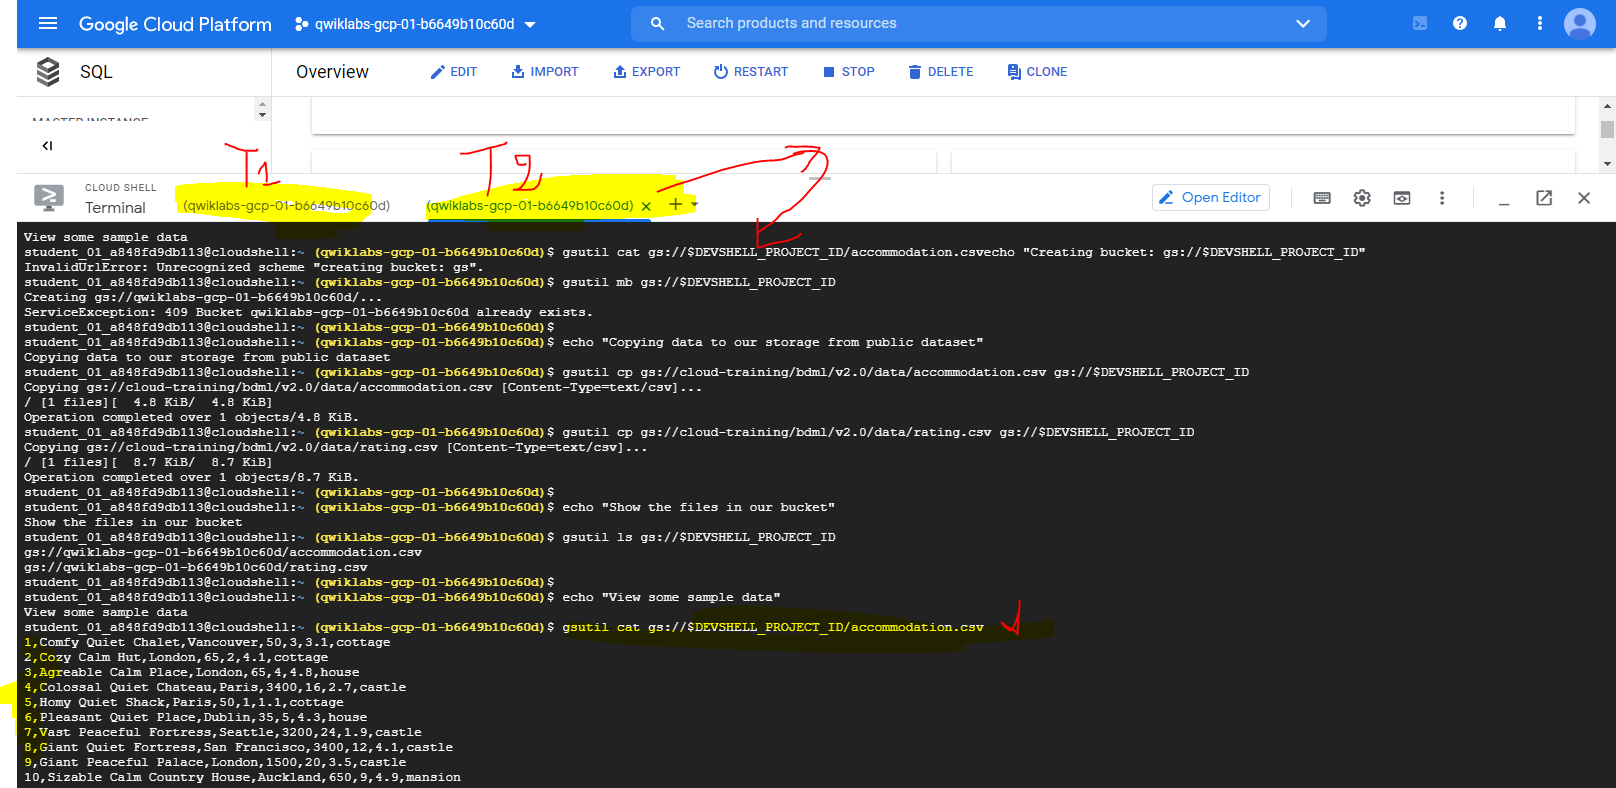 Google Cloud Platform qwiklabs-gcp-01-b6649b10c60d Search products and resources
SQL Overview EDIT IMPORT EXPORT RESTART STOP DELETE CLONE
MASTER INSTANCE
T1 T2
CLOUD SHELL
Terminal (qwiklabs-gcp-01-b6649b10c60d) (qwiklabs-gcp-01-b6649b10c60d) Open Editor
View some sample data
student_01_a848fd9db113@cloudshell:~ (qwiklabs-gcp-01-b6649b10c60d)$ gsutil cat gs://$DEVSHELL_PROJECT_ID/accommodation.csvecho "Creating bucket: gs://$DEVSHELL_PROJECT_ID"
InvalidUrlError: Unrecognized scheme "creating bucket: gs".
student_01_a848fd9db113@cloudshell:~ (qwiklabs-gcp-01-b6649b10c60d)$ gsutil mb gs://$DEVSHELL_PROJECT_ID
Creating gs://qwiklabs-gcp-01-b6649b10c60d/...
ServiceException: 409 Bucket qwiklabs-gcp-01-b6649b10c60d already exists.
student_01_a848fd9db113@cloudshell:~ (qwiklabs-gcp-01-b6649b10c60d)$
student_01_a848fd9db113@cloudshell:~ (qwiklabs-gcp-01-b6649b10c60d)$ echo "Copying data to our storage from public dataset"
Copying data to our storage from public dataset
student_01_a848fd9db113@cloudshell:~ (qwiklabs-gcp-01-b6649b10c60d)$ gsutil cp gs://cloud-training/bdml/v2.0/data/accommodation.csv gs://$DEVSHELL_PROJECT_ID
Copying gs://cloud-training/bdml/v2.0/data/accommodation.csv [Content-Type=text/csv]...
/ [1 files][  4.8 KiB/  4.8 KiB]
Operation completed over 1 objects/4.8 KiB.
student_01_a848fd9db113@cloudshell:~ (qwiklabs-gcp-01-b6649b10c60d)$ gsutil cp gs://cloud-training/bdml/v2.0/data/rating.csv gs://$DEVSHELL_PROJECT_ID
Copying gs://cloud-training/bdml/v2.0/data/rating.csv [Content-Type=text/csv]...
/ [1 files][  8.7 KiB/  8.7 KiB]
Operation completed over 1 objects/8.7 KiB.
student_01_a848fd9db113@cloudshell:~ (qwiklabs-gcp-01-b6649b10c60d)$
student_01_a848fd9db113@cloudshell:~ (qwiklabs-gcp-01-b6649b10c60d)$ echo "Show the files in our bucket"
Show the files in our bucket
student_01_a848fd9db113@cloudshell:~ (qwiklabs-gcp-01-b6649b10c60d)$ gsutil ls gs://$DEVSHELL_PROJECT_ID
gs://qwiklabs-gcp-01-b6649b10c60d/accommodation.csv
gs://qwiklabs-gcp-01-b6649b10c60d/rating.csv
student_01_a848fd9db113@cloudshell:~ (qwiklabs-gcp-01-b6649b10c60d)$
student_01_a848fd9db113@cloudshell:~ (qwiklabs-gcp-01-b6649b10c60d)$ echo "View some sample data"
View some sample data
student_01_a848fd9db113@cloudshell:~ (qwiklabs-gcp-01-b6649b10c60d)$ gsutil cat gs://$DEVSHELL_PROJECT_ID/accommodation.csv
1,Comfy Quiet Chalet,Vancouver,50,3,3.1,cottage
2,Cozy Calm Hut,London,65,2,4.1,cottage
3,Agreable Calm Place,London,65,4,4.8,house
4,Colossal Quiet Chateau,Paris,3400,16,2.7,castle
5,Homy Quiet Shack,Paris,50,1,1.1,cottage
6,Pleasant Quiet Place,Dublin,35,5,4.3,house
7,Vast Peaceful Fortress,Seattle,3200,24,1.9,castle
8,Giant Quiet Fortress,San Francisco,3400,12,4.1,castle
9,Giant Peaceful Palace,London,1500,20,3.5,castle
10,Sizable Calm Country House,Auckland,650,9,4.9,mansion